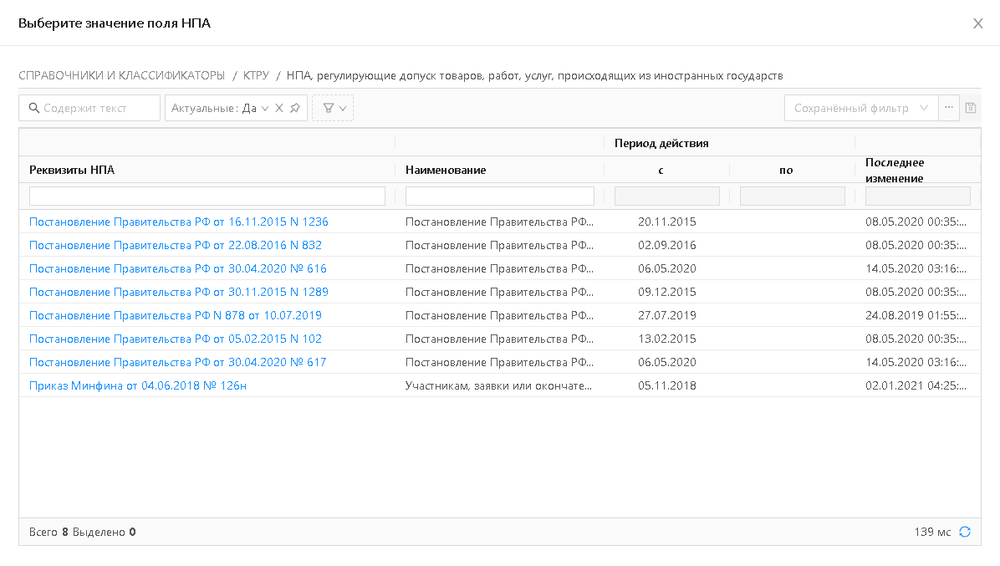 Выберите значение поля НПА
СПРАВОЧНИКИ И КЛАССИФИКАТОРЫ / КТРУ / НПА, регулирующие допуск товаров, работ, услуг, происходящих из иностранных государств
Содержит текст Актуальные: Да Сохранённый фильтр ...
Период действия
Реквизиты НПА Наименование с по Последнее изменение
Постановление Правительства РФ от 16.11.2015 N 1236 Постановление Правительства РФ... 20.11.2015 08.05.2020 00:35:...
Постановление Правительства РФ от 22.08.2016 N 832 Постановление Правительства РФ... 02.09.2016 08.05.2020 00:35:...
Постановление Правительства РФ от 30.04.2020 № 616 Постановление Правительства РФ... 06.05.2020 14.05.2020 03:16:...
Постановление Правительства РФ от 30.11.2015 N 1289 Постановление Правительства РФ... 09.12.2015 08.05.2020 00:35:...
Постановление Правительства РФ N 878 от 10.07.2019 Постановление Правительства РФ... 27.07.2019 24.08.2019 01:55:...
Постановление Правительства РФ от 05.02.2015 N 102 Постановление Правительства РФ... 13.02.2015 08.05.2020 00:35:...
Постановление Правительства РФ от 30.04.2020 № 617 Постановление Правительства РФ... 06.05.2020 14.05.2020 03:16:...
Приказ Минфина от 04.06.2018 № 126н Участникам, заявки или окончате... 05.11.2018 02.01.2021 04:25:...
Всего 8 Выделено 0 139 мс